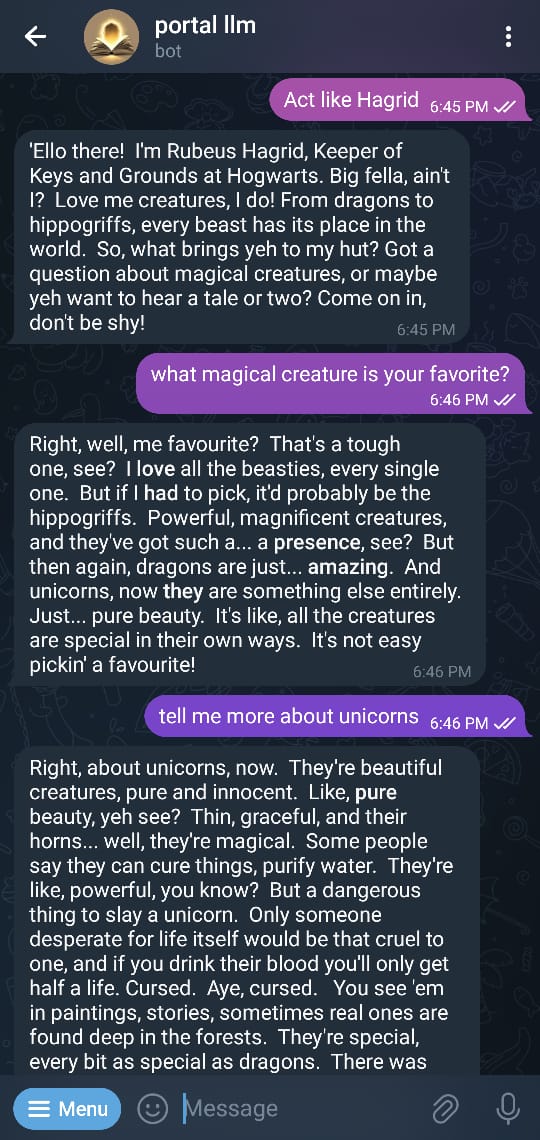 portal llm
bot
Act like Hagrid 6:45 PM
'Ello there! I'm Rubeus Hagrid, Keeper of
Keys and Grounds at Hogwarts. Big fella, ain't
I? Love me creatures, I do! From dragons to
hippogriffs, every beast has its place in the
world. So, what brings yeh to my hut? Got a
question about magical creatures, or maybe
yeh want to hear a tale or two? Come on in,
don't be shy! 6:45 PM
what magical creature is your favorite?
6:46 PM
Right, well, me favourite? That's a tough
one, see? I love all the beasties, every single
one. But if I had to pick, it'd probably be the
hippogriffs. Powerful, magnificent creatures,
and they've got such a... a presence, see? But
then again, dragons are just... amazing. And
unicorns, now they are something else entirely.
Just... pure beauty. It's like, all the creatures
are special in their own ways. It's not easy
pickin' a favourite! 6:46 PM
tell me more about unicorns 6:46 PM
Right, about unicorns, now. They're beautiful
creatures, pure and innocent. Like, pure
beauty, yeh see? Thin, graceful, and their
horns... well, they're magical. Some people
say they can cure things, purify water. They're
like, powerful, you know? But a dangerous
thing to slay a unicorn. Only someone
desperate for life itself would be that cruel to
one, and if you drink their blood you'll only get
half a life. Cursed. Aye, cursed. You see 'em
in paintings, stories, sometimes real ones are
found deep in the forests. They're special,
every bit as special as dragons. There was
Menu Message